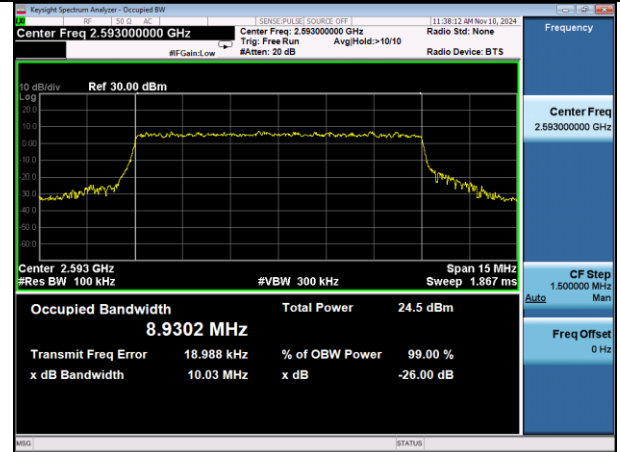 Keysight Spectrum Analyzer - Occupied BW
RF 50 Ω AC SENSE:PULSE SOURCE OFF 11:38:12 AM Nov 10, 2024
Center Freq 2.593000000 GHz
Center Freq: 2.593000000 GHz
Radio Std: None
Trig: Free Run Avg|Hold:>10/10
#IFGain:Low #Atten: 20 dB Radio Device: BTS
10 dB/div Ref 30.00 dBm
Log
20.0
10.0
0.00
-10.0
-20.0
-30.0
-40.0
-50.0
-60.0
Center 2.593 GHz Span 15 MHz
#Res BW 100 kHz #VBW 300 kHz Sweep 1.867 ms
Occupied Bandwidth Total Power 24.5 dBm
8.9302 MHz
Transmit Freq Error 18.988 kHz % of OBW Power 99.00 %
x dB Bandwidth 10.03 MHz x dB -26.00 dB
MSG STATUS
Frequency
Center Freq
2.593000000 GHz
CF Step
1.500000 MHz
Auto Man
Freq Offset
0 Hz